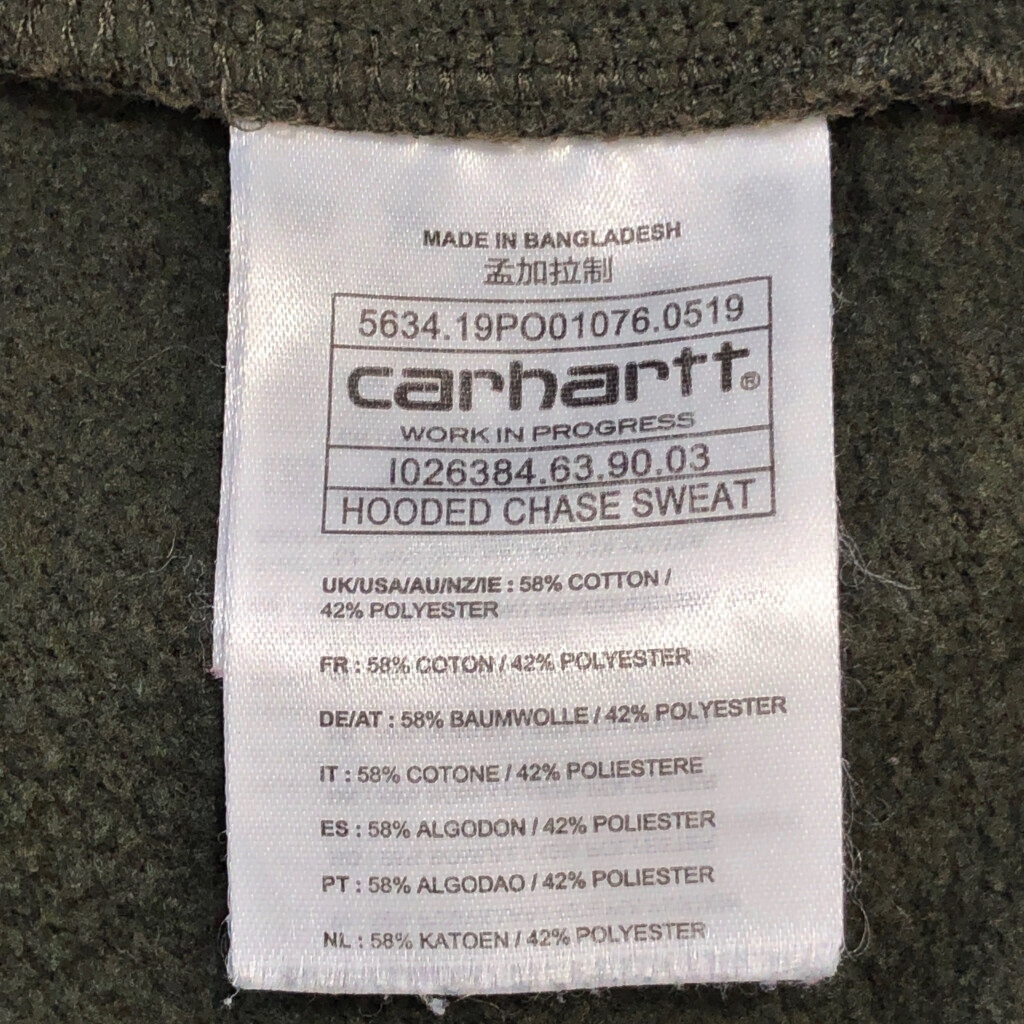 MADE IN BANGLADESH
孟加拉制
5634.19PO01076.0519
carhartt®
WORK IN PROGRESS
I026384.63.90.03
HOODED CHASE SWEAT
UK/USA/AU/NZ/IE : 58% COTTON /
42% POLYESTER
FR : 58% COTON / 42% POLYESTER
DE/AT : 58% BAUMWOLLE / 42% POLYESTER
IT : 58% COTONE / 42% POLIESTERE
ES : 58% ALGODON / 42% POLIESTER
PT : 58% ALGODAO / 42% POLIESTER
NL : 58% KATOEN / 42% POLYESTER